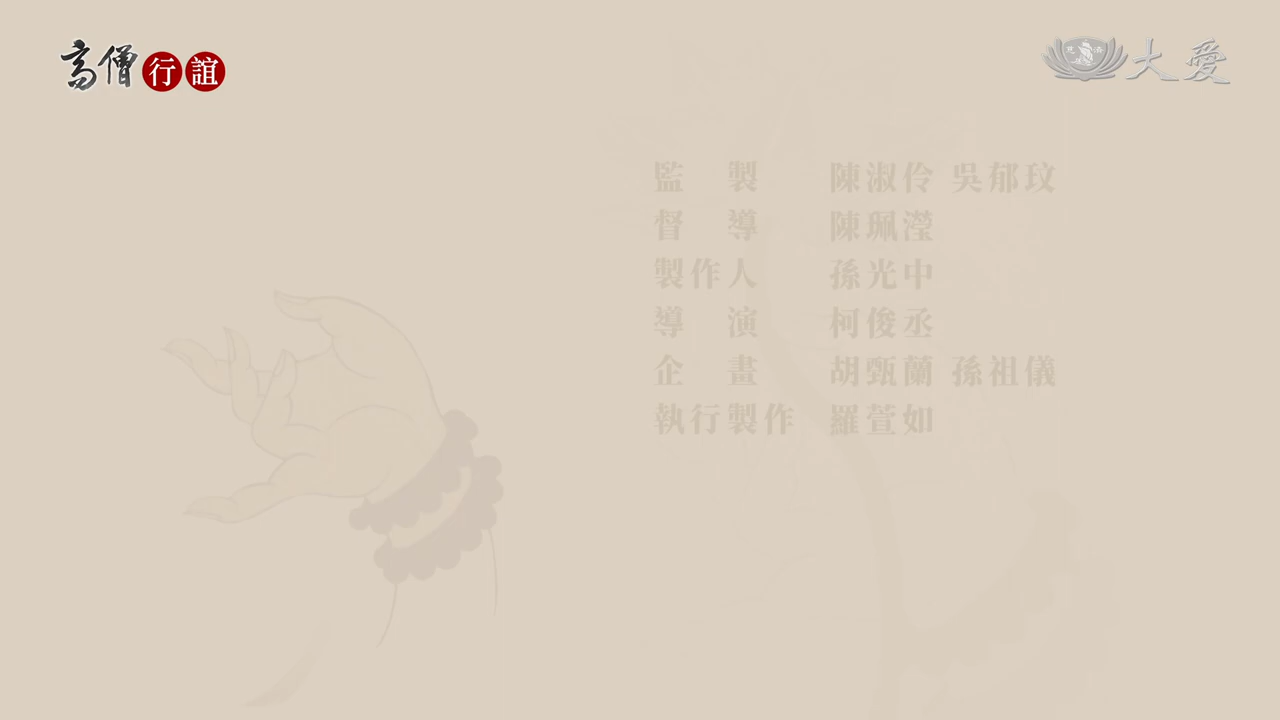 高僧行誼
大愛
監製 陳淑伶 吳郁玟
督導 陳珮瀅
製作人 孫光中
導演 柯俊丞
企畫 胡甄蘭 孫祖儀
執行製作 羅萱如